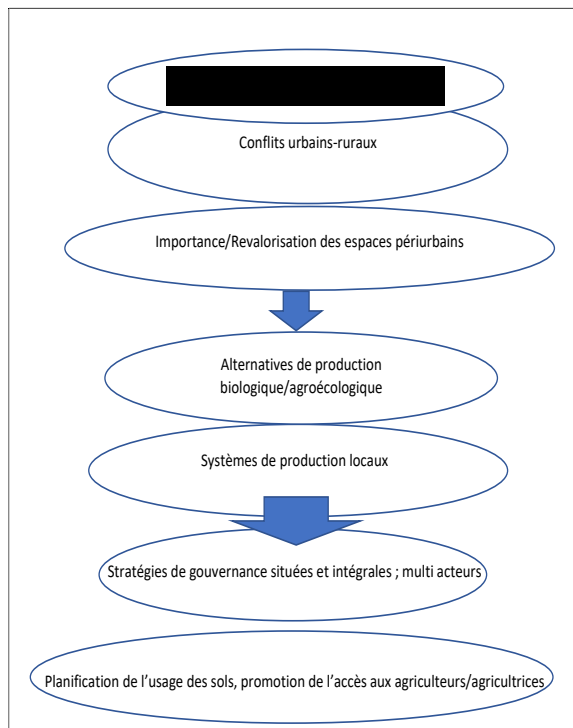 Conflits urbains-ruraux
Importance/Revalorisation des espaces périurbains
Alternatives de production
biologique/agroécologique
Systèmes de production locaux
Stratégies de gouvernance situées et intégrales ; multi acteurs
Planification de l’usage des sols, promotion de l’accès aux agriculteurs/agricultrices